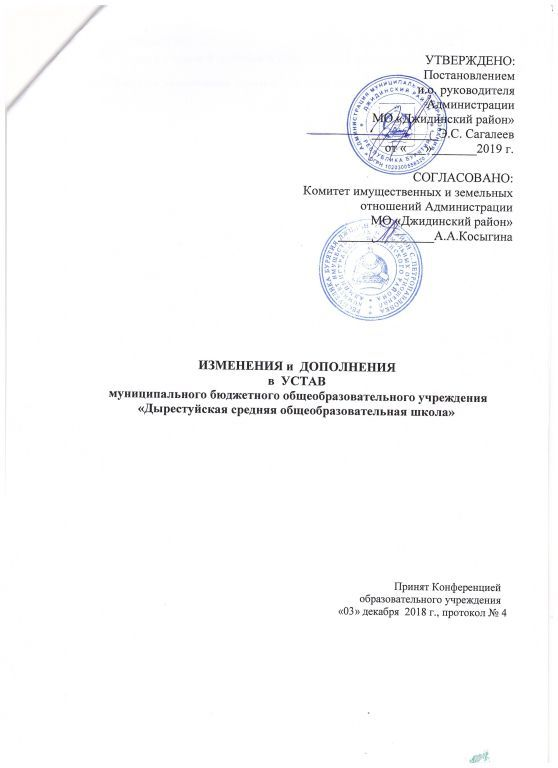 УТВЕРЖДЕНО:
Постановлением
и.о. руководителя
Администрации
МО «Джидинский район»
Э.С. Сагалеев
от « » ________2019 г.
СОГЛАСОВАНО:
Комитет имущественных и земельных
отношений Администрации
МО «Джидинский район»
_______________А.А.Косыгина
ИЗМЕНЕНИЯ и ДОПОЛНЕНИЯ
в УСТАВ
муниципального бюджетного общеобразовательного учреждения
«Дырестуйская средняя общеобразовательная школа»
Принят Конференцией
образовательного учреждения
«03» декабря 2018 г., протокол № 4